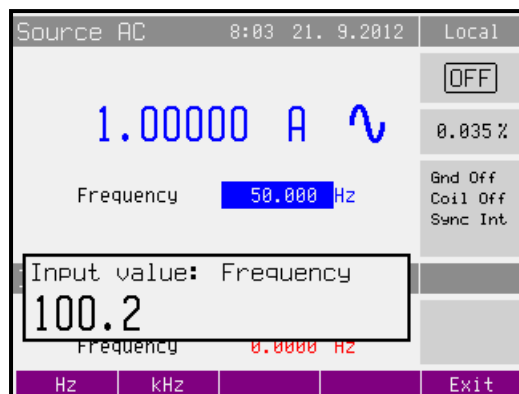 Source AC 8:03 21. 9.2012 Local
OFF
1.00000 A
0.035%
Frequency 50.000 Hz
Gnd Off
Coil Off
Sync Int
Input value: Frequency
100.2
Frequency 0.0000 Hz
Hz kHz Exit